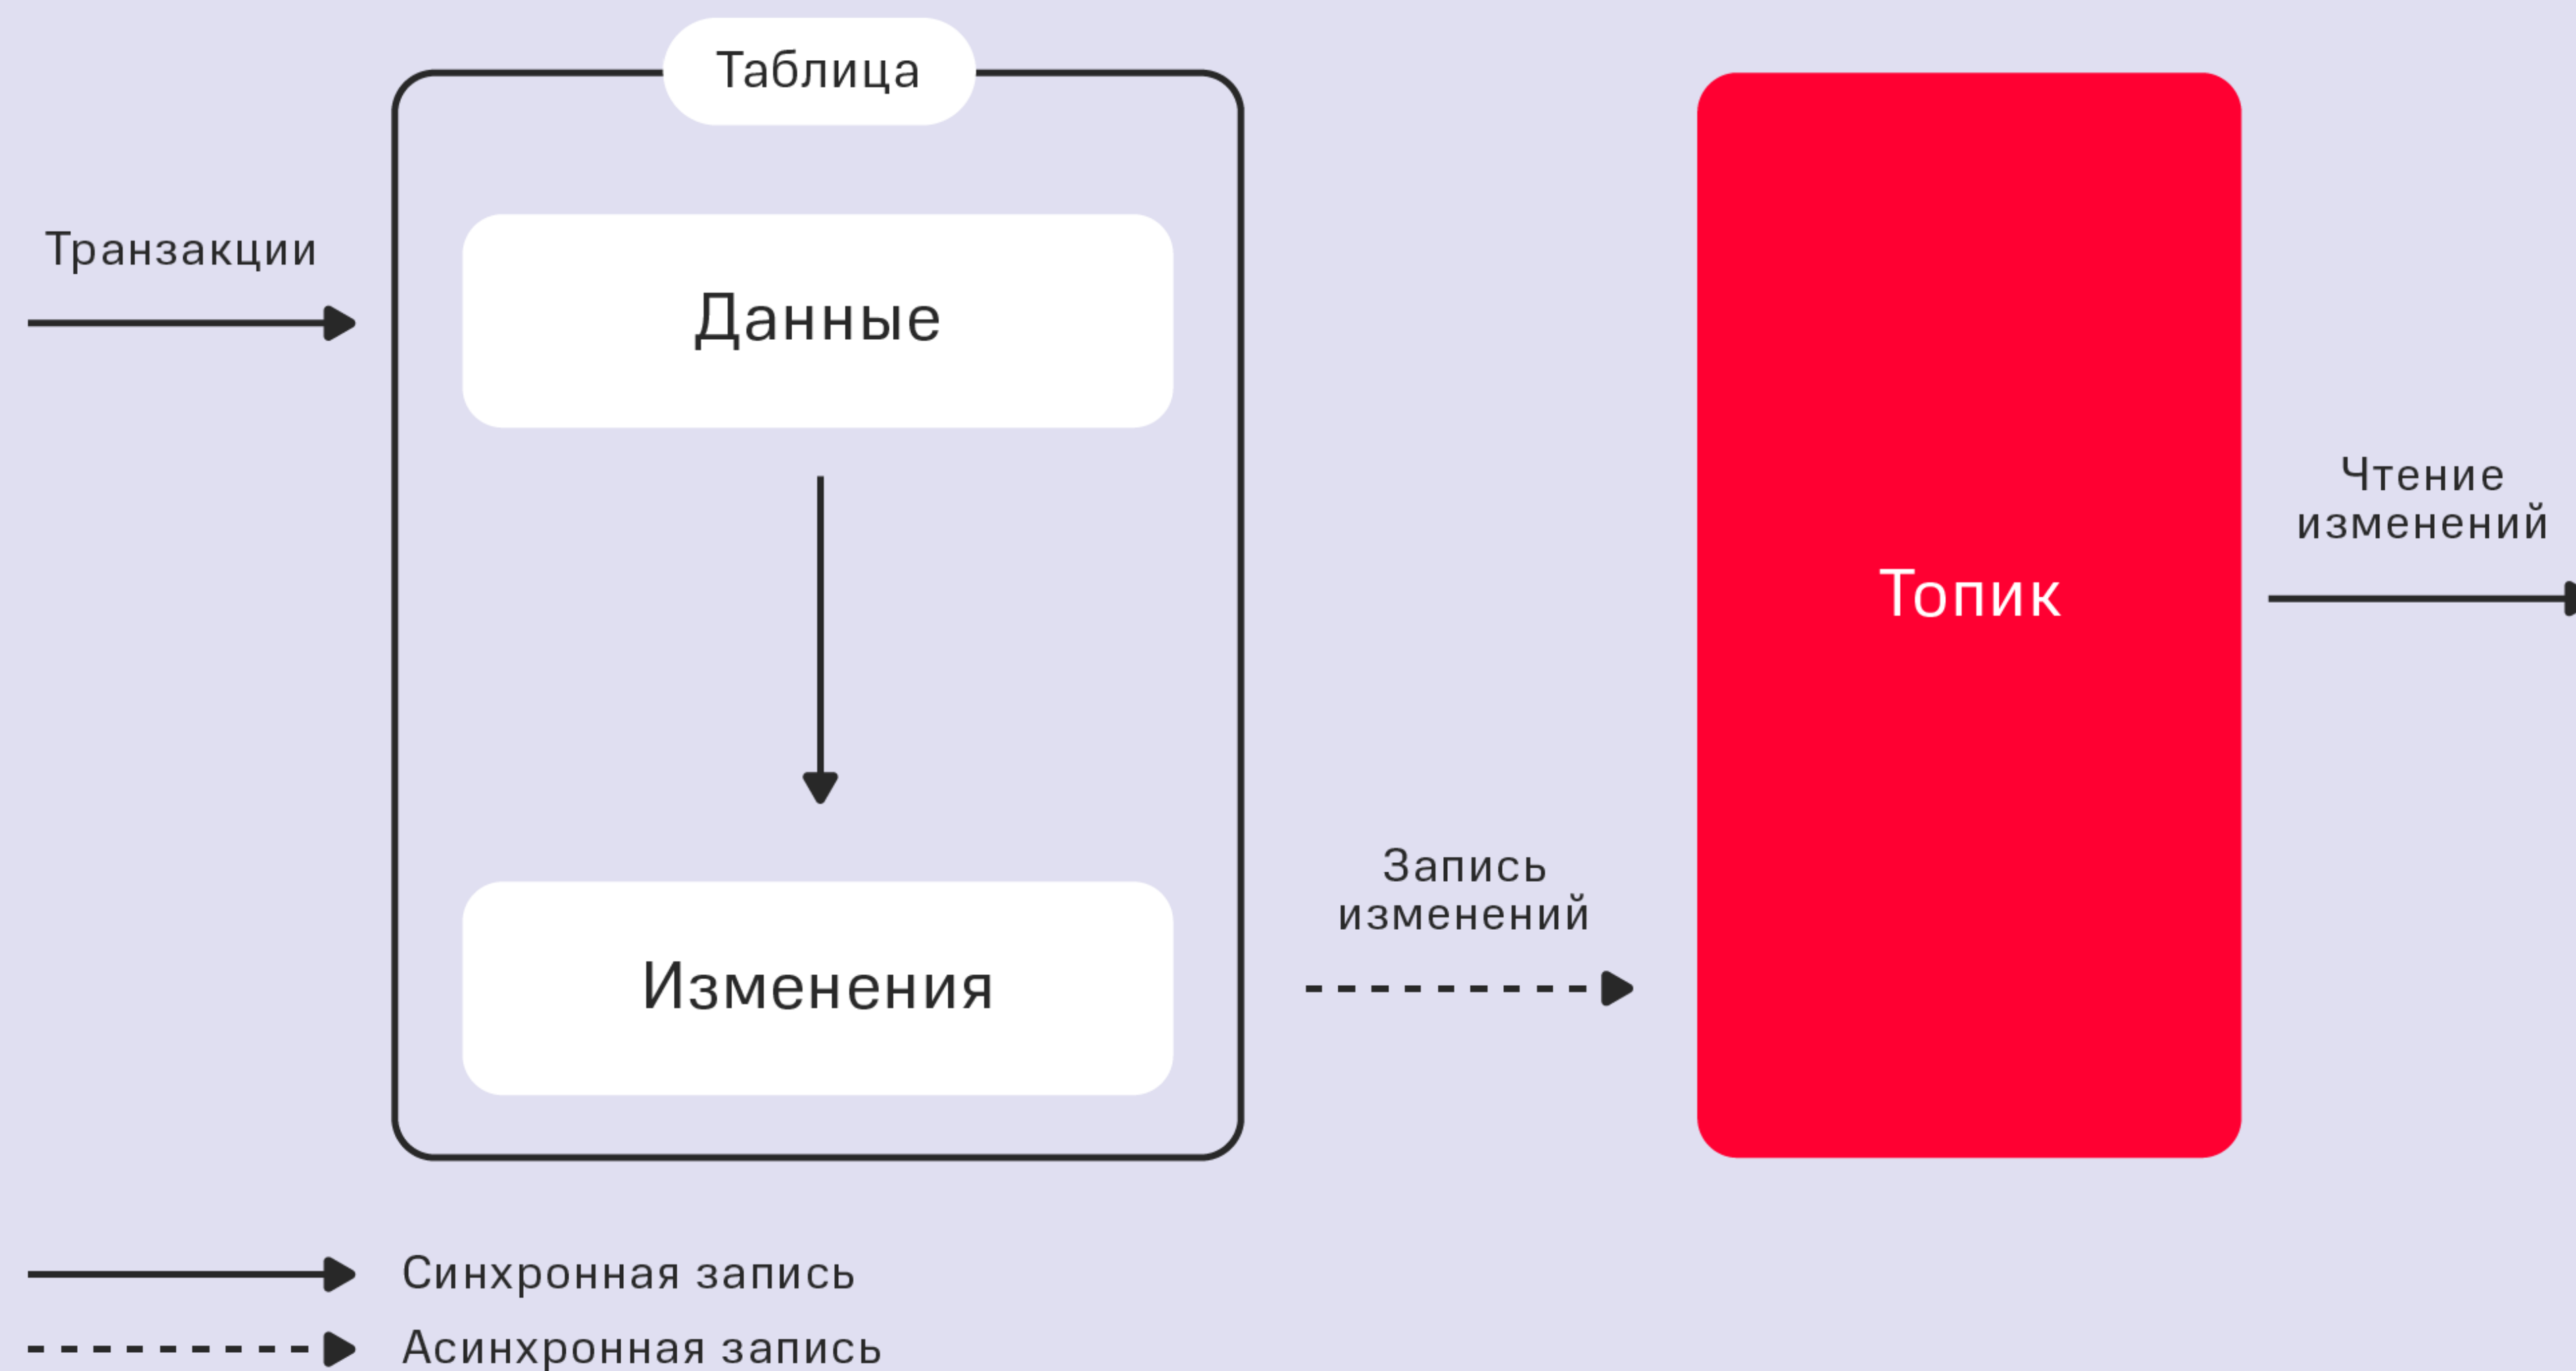 Таблица
Транзакции
Данные
Чтение
изменений
Топик
Запись
изменений
Изменения
Синхронная запись
Асинхронная запись